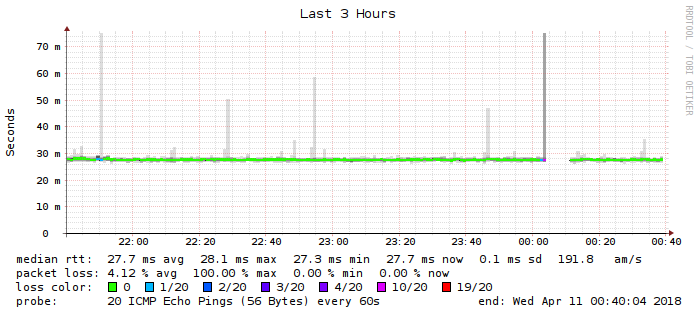 Last 3 Hours
RRDTOOL / TOBI OETIKER
Seconds
70 m
60 m
50 m
40 m
30 m
20 m
10 m
0
22:00 22:20 22:40 23:00 23:20 23:40 00:00 00:20 00:40
median rtt: 27.7 ms avg 28.1 ms max 27.3 ms min 27.7 ms now 0.1 ms sd 191.8 am/s
packet loss: 4.12 % avg 100.00 % max 0.00 % min 0.00 % now
loss color: 0 1/20 2/20 3/20 4/20 10/20 19/20
probe: 20 ICMP Echo Pings (56 Bytes) every 60s end: Wed Apr 11 00:40:04 2018